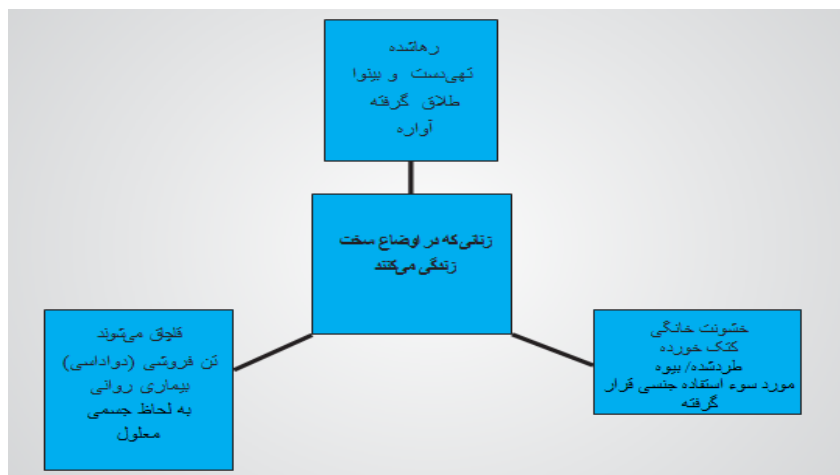 رهاشده
تهی‌دست و بینوا
طلاق گرفته
آواره
زنانی‌که در اوضاع سخت
زندگی می‌کنند
خشونت خانگی
کتک خورده
طردشده/ بیوه
مورد سوء استفاده جنسی قرار
گرفته
قاچاق می‌شوند
تن فروشی (دواداسی)
بیماری روانی
به لحاظ جسمی
معلول